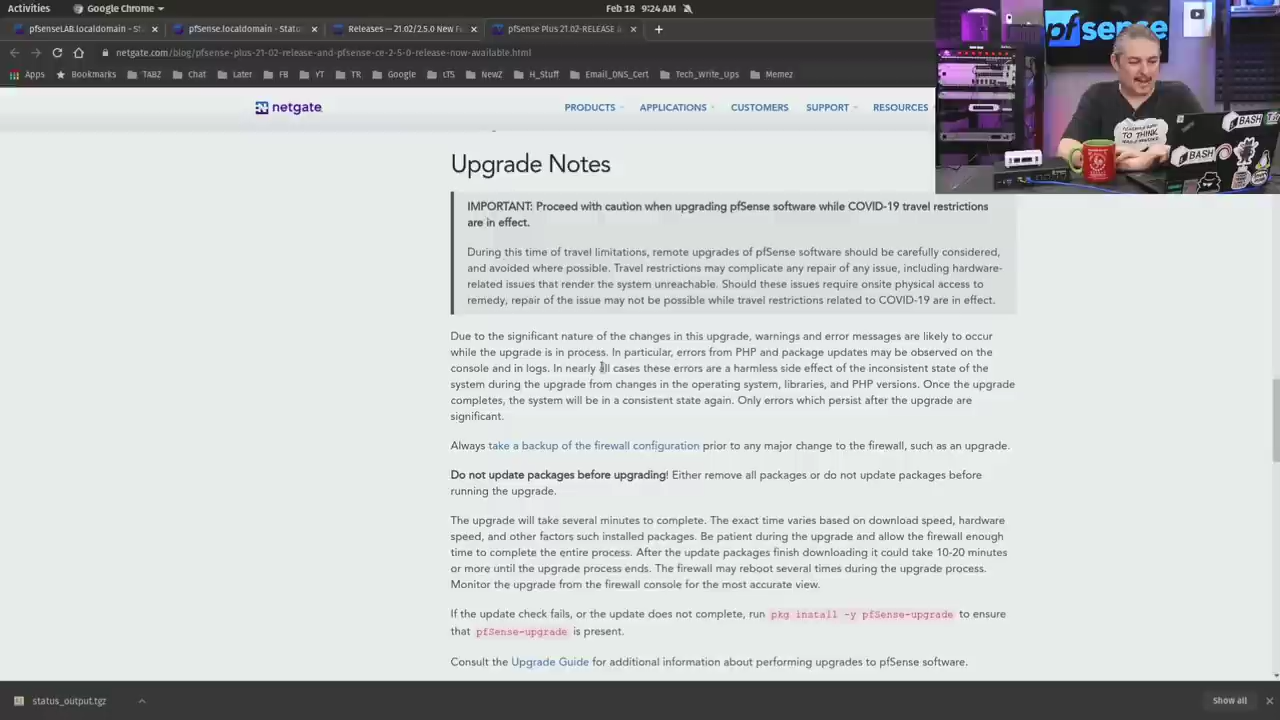 Activities
Google Chrome
Feb 18 9:24 AM
pfsenseLAB.localdomain - S
pfSense.localdomain - Status
Releases — 21.02/2.5.0 New F
pfSense Plus 21.02-RELEASE &
netgate.com/blog/pfsense-plus-21-02-release-and-pfsense-ce-2-5-0-release-now-available.html
Apps
Bookmarks
TABZ
Chat
Later
YT
Google
NewZ
H_Stuff
Email_DNS_Cert
Tech_Write_Ups
Memez
pfsense
netgate
PRODUCTS
APPLICATIONS
CUSTOMERS
SUPPORT
RESOURCES
TO THINK
BASH
BASH
Upgrade Notes
IMPORTANT: Proceed with caution when upgrading pfSense software while COVID-19 travel restrictions
are in effect.
During this time of travel limitations, remote upgrades of pfSense software should be carefully considered,
and avoided where possible. Travel restrictions may complicate any repair of any issue, including hardware-
related issues that render the system unreachable. Should these issues require onsite physical access to
remedy, repair of the issue may not be possible while travel restrictions related to COVID-19 are in effect.
Due to the significant nature of the changes in this upgrade, warnings and error messages are likely to occur
while the upgrade is in process. In particular, errors from PHP and package updates may be observed on the
console and in logs. In nearly all cases these errors are a harmless side effect of the inconsistent state of the
system during the upgrade from changes in the operating system, libraries, and PHP versions. Once the upgrade
completes, the system will be in a consistent state again. Only errors which persist after the upgrade are
significant.
Always take a backup of the firewall configuration prior to any major change to the firewall, such as an upgrade.
Do not update packages before upgrading! Either remove all packages or do not update packages before
running the upgrade.
The upgrade will take several minutes to complete. The exact time varies based on download speed, hardware
speed, and other factors such installed packages. Be patient during the upgrade and allow the firewall enough
time to complete the entire process. After the update packages finish downloading it could take 10-20 minutes
or more until the upgrade process ends. The firewall may reboot several times during the upgrade process.
Monitor the upgrade from the firewall console for the most accurate view.
If the update check fails, or the update does not complete, run pkg install -y pfSense-upgrade to ensure
that pfSense-upgrade is present.
Consult the Upgrade Guide for additional information about performing upgrades to pfSense software.
status_output.tgz
Show all